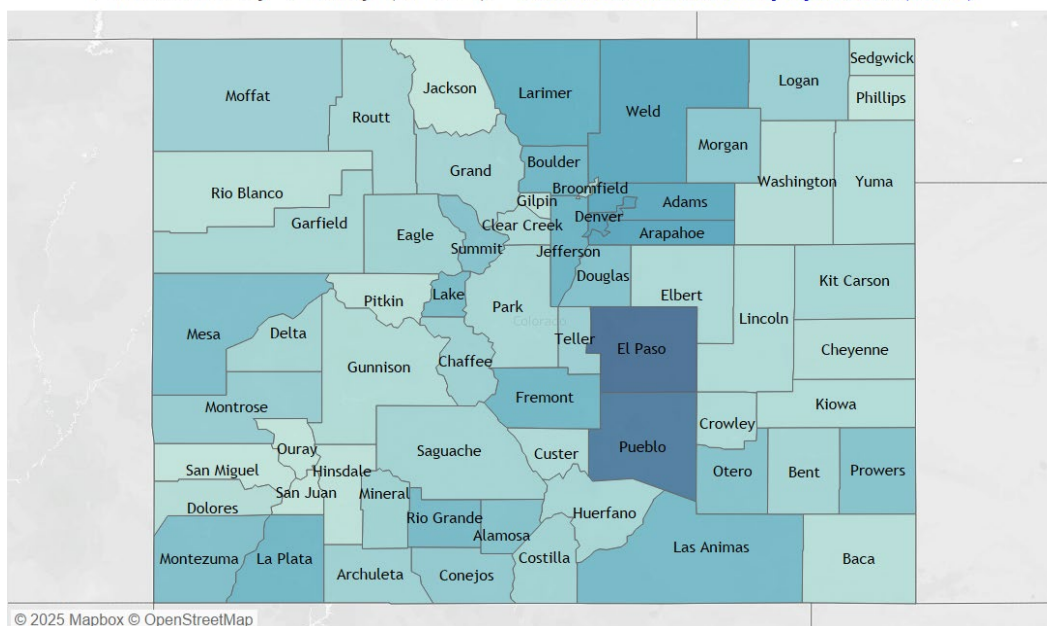 Sedgwick
Moffat
Jackson
Larimer
Weld
Logan
Phillips
Routt
Morgan
Boulder
Grand
Washington
Yuma
Rio Blanco
Broomfield
Gilpin
Adams
Garfield
Clear Creek
Denver
Eagle
Arapahoe
Summit
Jefferson
Douglas
Kit Carson
Pitkin
Lake
Park
Elbert
Lincoln
Colorado
Mesa
Delta
Teller
El Paso
Cheyenne
Gunnison
Chaffee
Fremont
Montrose
Kiowa
Crowley
Ouray
Saguache
Custer
Pueblo
San Miguel
Hinsdale
Otero
Bent
Prowers
San Juan
Mineral
Dolores
Rio Grande
Huerfano
Alamosa
Las Animas
Montezuma
La Plata
Costilla
Baca
Archuleta
Conejos
© 2025 Mapbox © OpenStreetMap